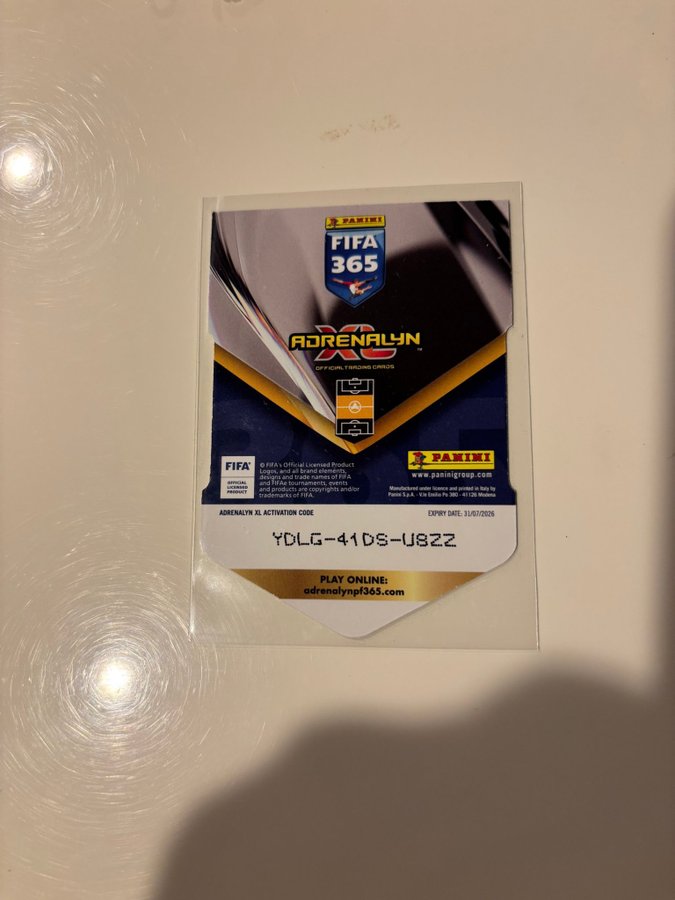 PANINI
FIFA
365
ADRENALYN
XL™
OFFICIAL TRADING CARDS
FIFA®
OFFICIAL
LICENSED
PRODUCT
© FIFA's Official Licensed Product
Logos, and all brand elements,
designs and trade names of FIFA
and FIFAe tournaments, events
and products are copyrights and/or
trademarks of FIFA.
PANINI
www.paninigroup.com
Manufactured under licence and printed in Italy by
Panini S.p.A. - V.le Emilio Po 380 - 41126 Modena
ADRENALYN XL ACTIVATION CODE
EXPIRY DATE: 31/07/2026
YDLG-41DS-U8ZZ
PLAY ONLINE:
adrenalynpf365.com